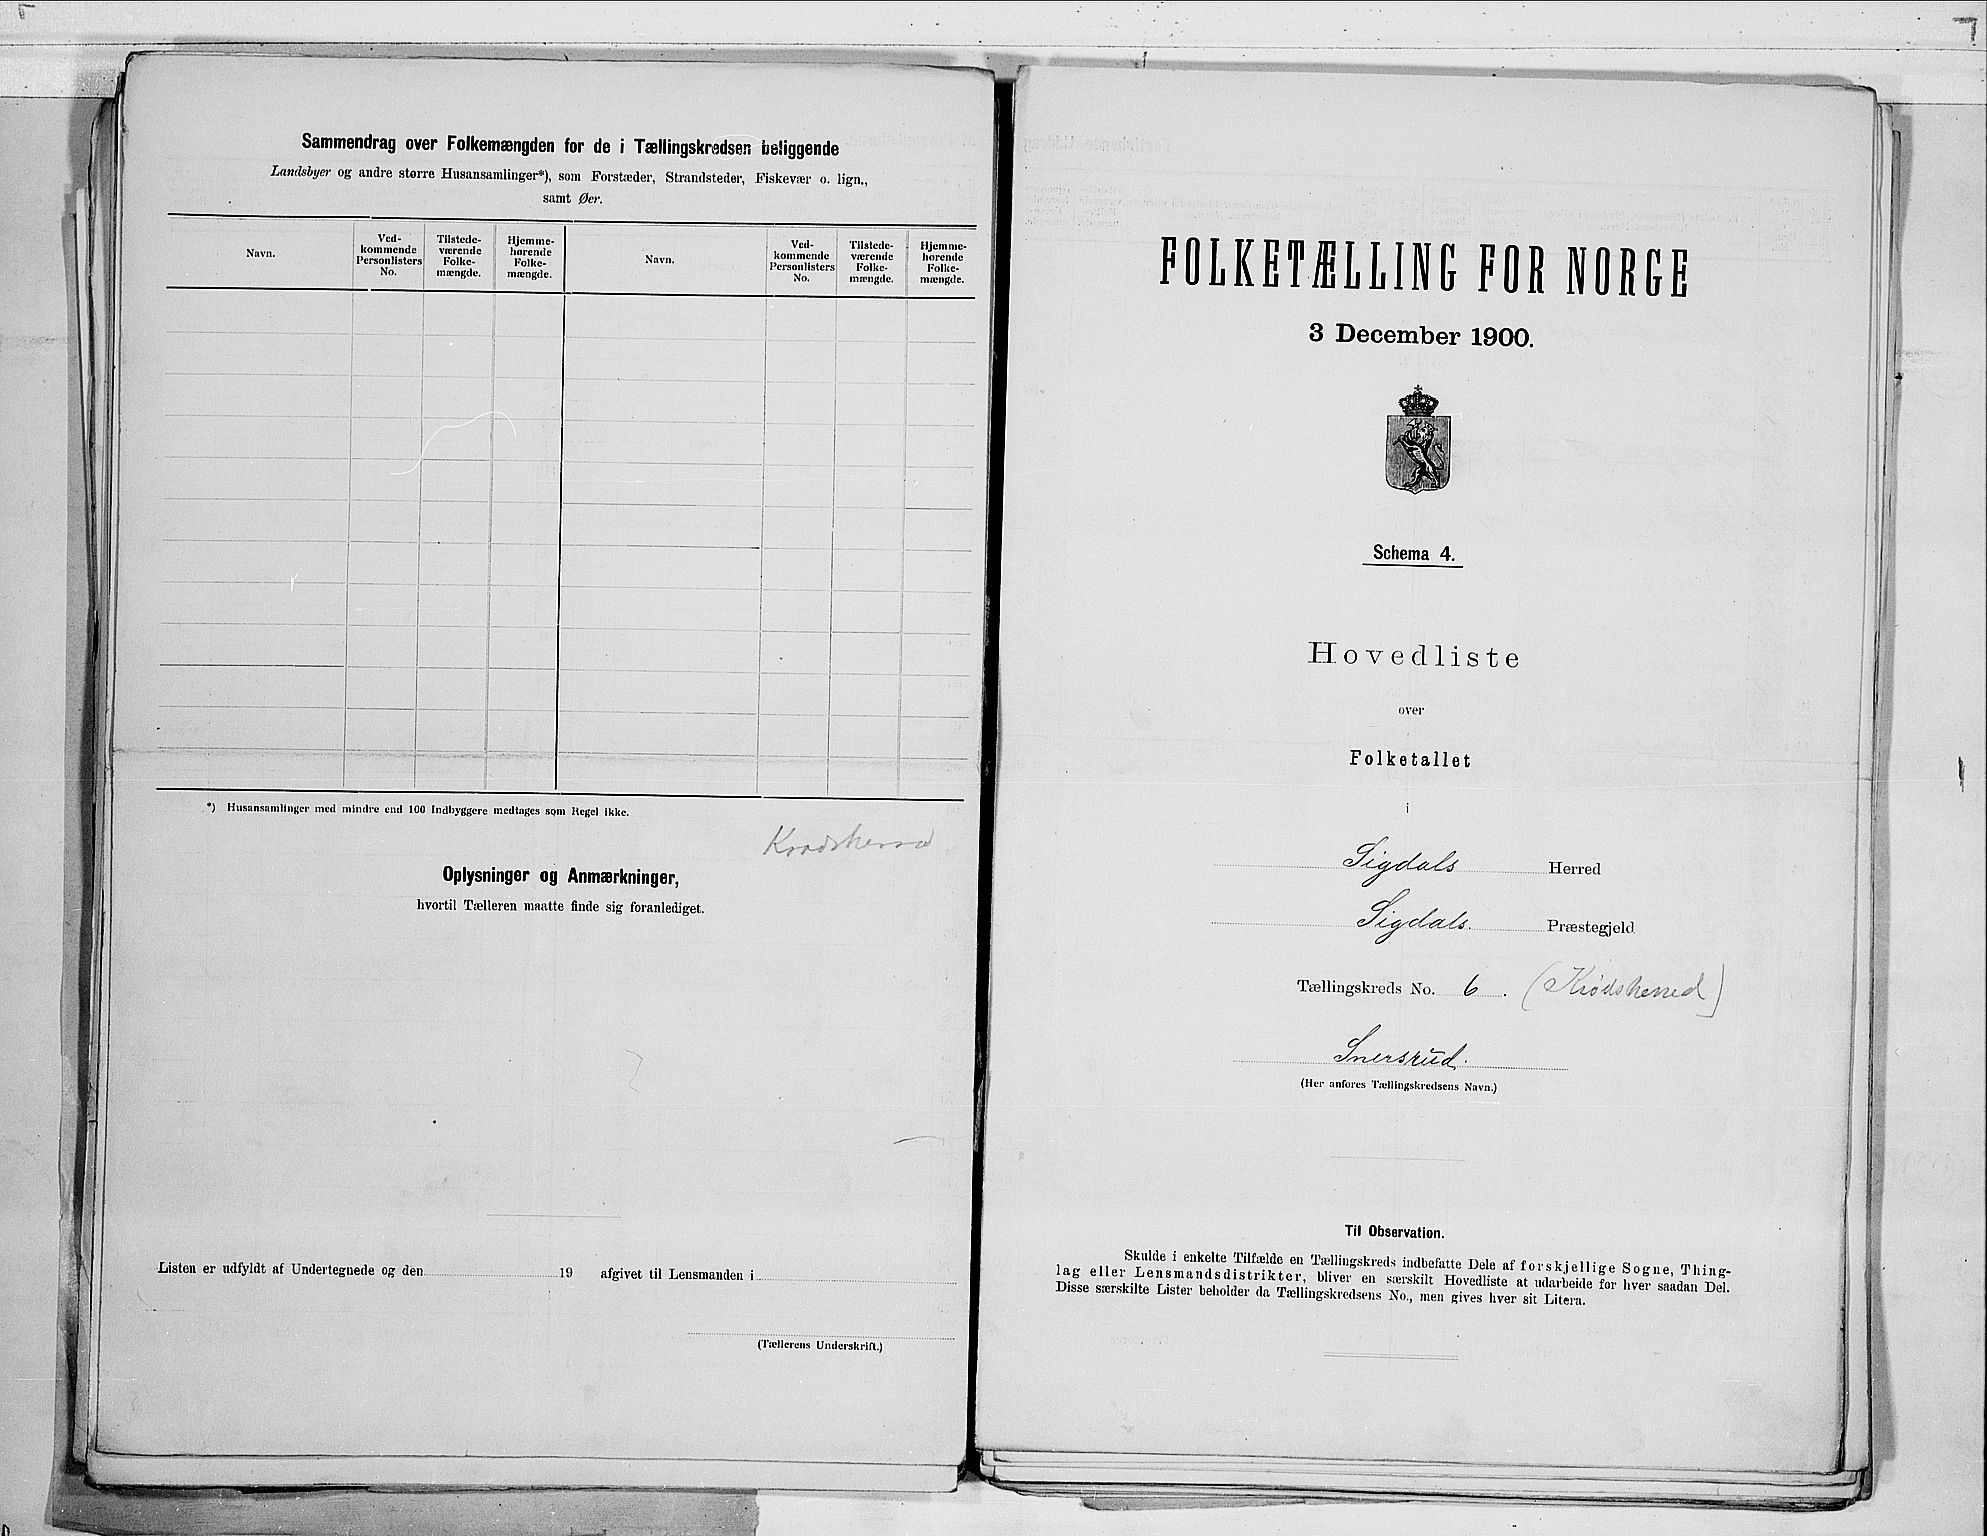 Sammendrag over Folkemængden for de i Tællingskredsen beliggende
Landsbyer og andre større Husansamlinger*), som Forstæder, Strandsteder, Fiskevær o. lign.,
samt Øer.
Navn.
Ved-
kommende
Personlisters
No.
Tilstede-
værende
Folke-
mængde.
Hjemme-
hørende
Folke-
mængde.
Navn.
Ved-
kommende
Personlisters
No.
Tilstede-
værende
Folke-
mængde.
Hjemme-
hørende
Folke-
mængde.
*) Husansamlinger med mindre end 100 Indbyggere medtages som Regel ikke.
Krødsherred
Oplysninger og Anmærkninger,
hvortil Tælleren maatte finde sig foranlediget.
Listen er udfyldt af Undertegnede og den 19 afgivet til Lensmanden i
(Tællerens Underskrift.)
FOLKETÆLLING FOR NORGE
3 December 1900.
Schema 4.
Hovedliste
over
Folketallet
i
Sigdals Herred
Sigdals. Præstegjeld
Tællingskreds No. 6. (Krødsherred)
Snersrud.
(Her anføres Tællingskredsens Navn.)
Til Observation.
Skulde i enkelte Tilfælde en Tællingskreds indbefatte Dele af forskjellige Sogne, Thing-
lag eller Lensmandsdistrikter, bliver en særskilt Hovedliste at udarbeide for hver saadan Del.
Disse særskilte Lister beholder da Tællingskredsens No., men gives hver sit Litera.